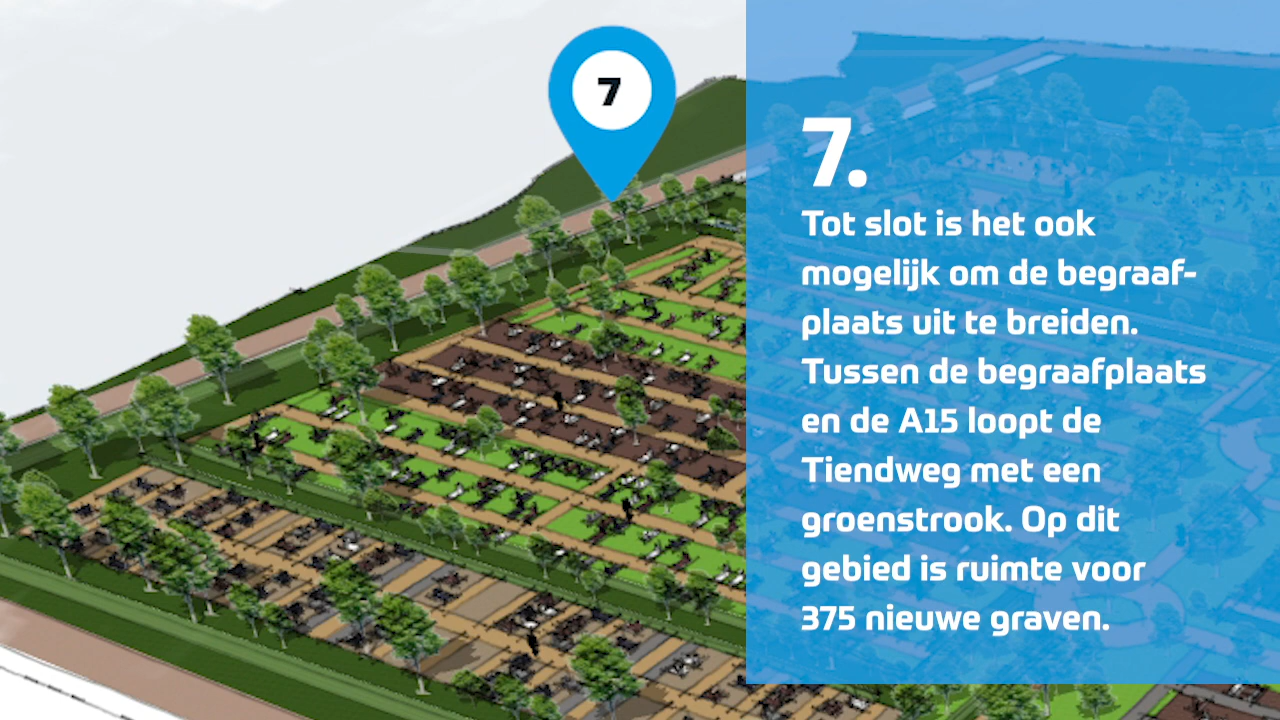 7
7.
Tot slot is het ook
mogelijk om de begraaf-
plaats uit te breiden.
Tussen de begraafplaats
en de A15 loopt de
Tiendweg met een
groenstrook. Op dit
gebied is ruimte voor
375 nieuwe graven.